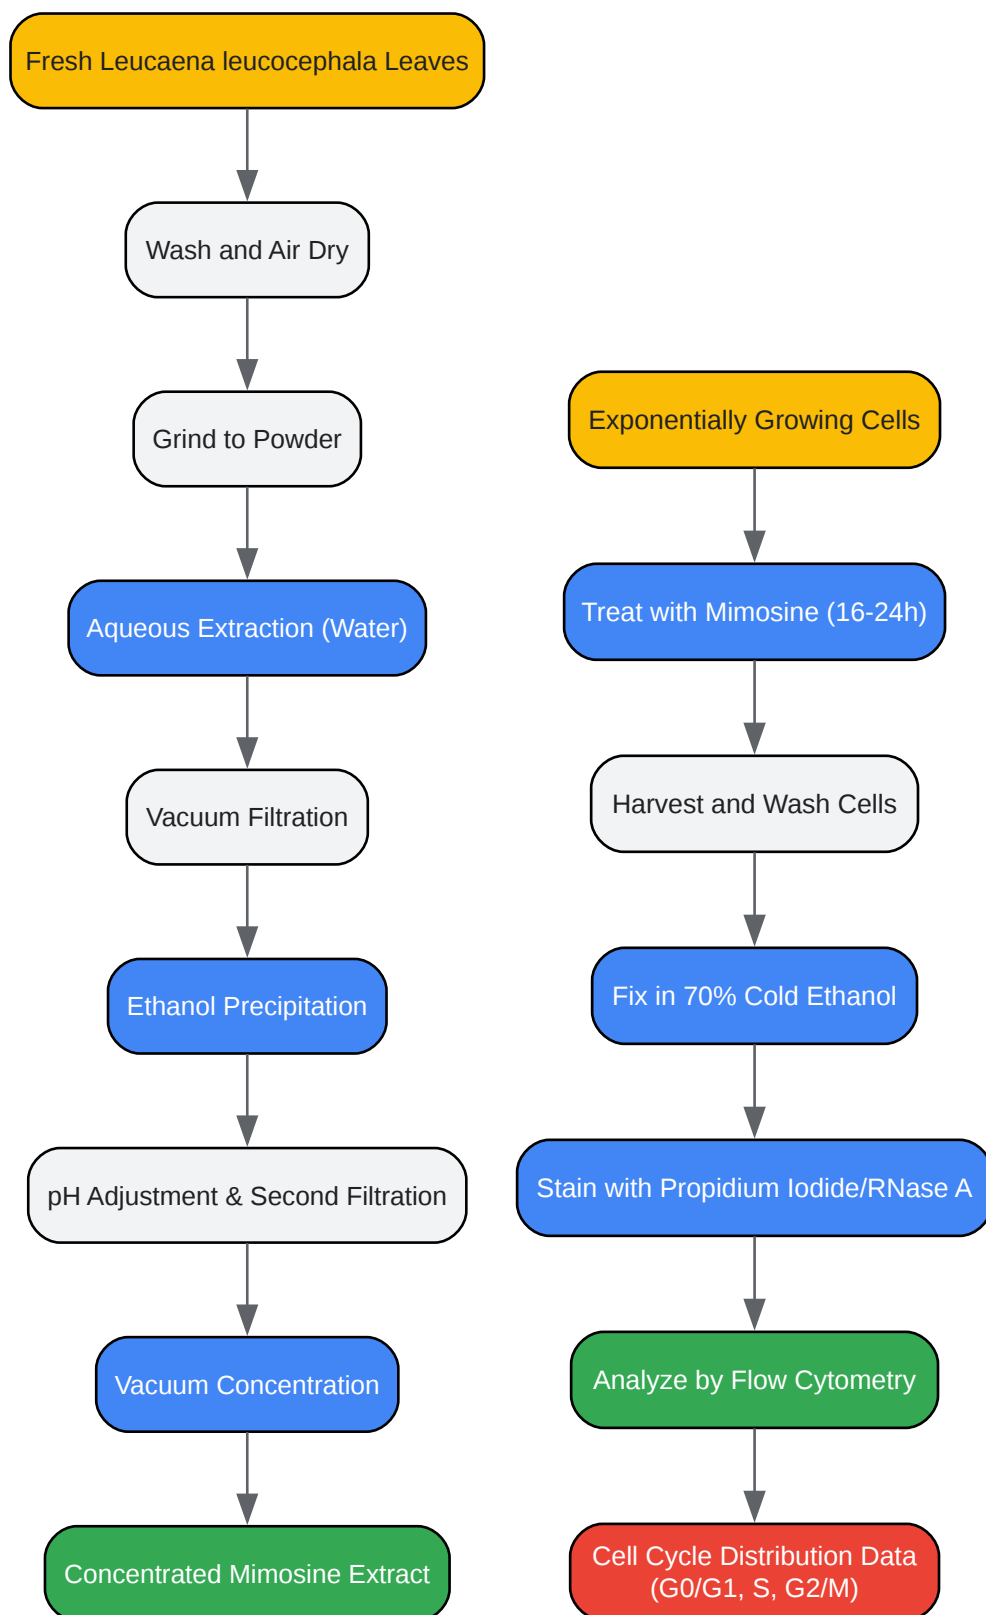 Fresh Leucaena leucocephala Leaves
Wash and Air Dry
Grind to Powder
Aqueous Extraction (Water)
Vacuum Filtration
Ethanol Precipitation
pH Adjustment & Second Filtration
Vacuum Concentration
Concentrated Mimosine Extract
Exponentially Growing Cells
Treat with Mimosine (16-24h)
Harvest and Wash Cells
Fix in 70% Cold Ethanol
Stain with Propidium Iodide/RNase A
Analyze by Flow Cytometry
Cell Cycle Distribution Data
(G0/G1, S, G2/M)